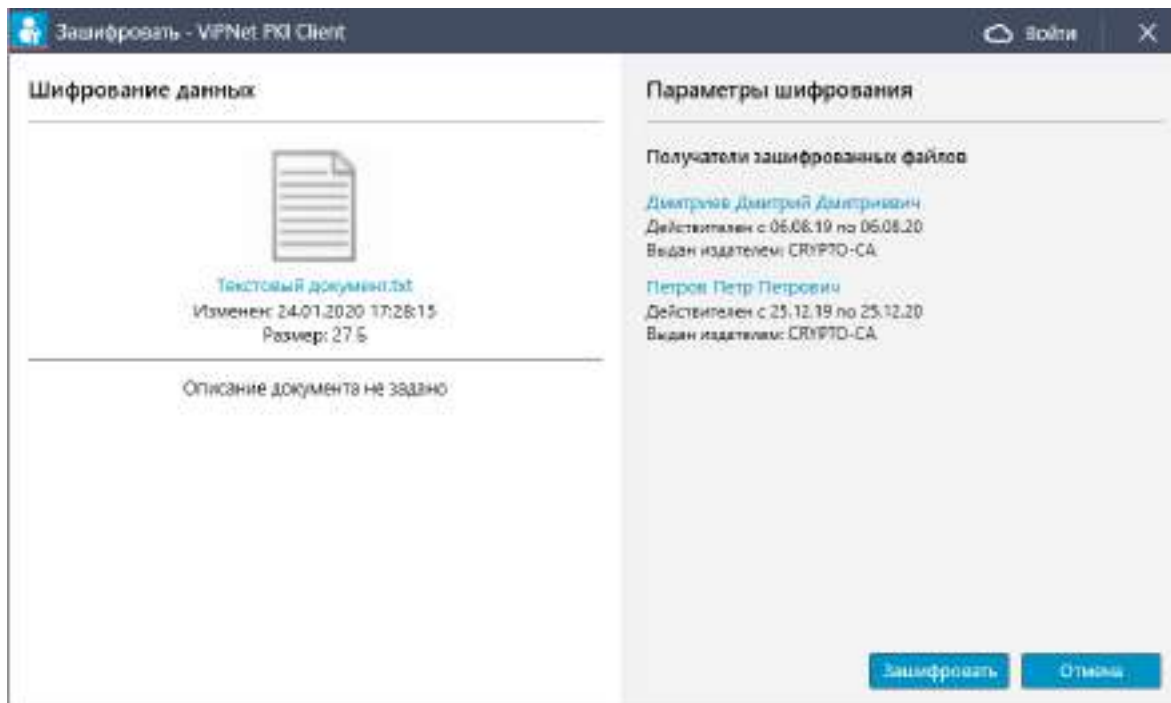 Зашифровать - ViPNet PKI Client
Войти
Шифрование данных
Текстовый документ.txt
Изменен: 24.01.2020 17:28:15
Размер: 27 Б
Описание документа не задано
Параметры шифрования
Получатели зашифрованных файлов
Дмитриев Дмитрий Дмитриевич
Действителен с 06.08.19 по 06.08.20
Выдан издателем: CRYPTO-CA
Петров Петр Петрович
Действителен с 25.12.19 по 25.12.20
Выдан издателем: CRYPTO-CA
Зашифровать
Отмена